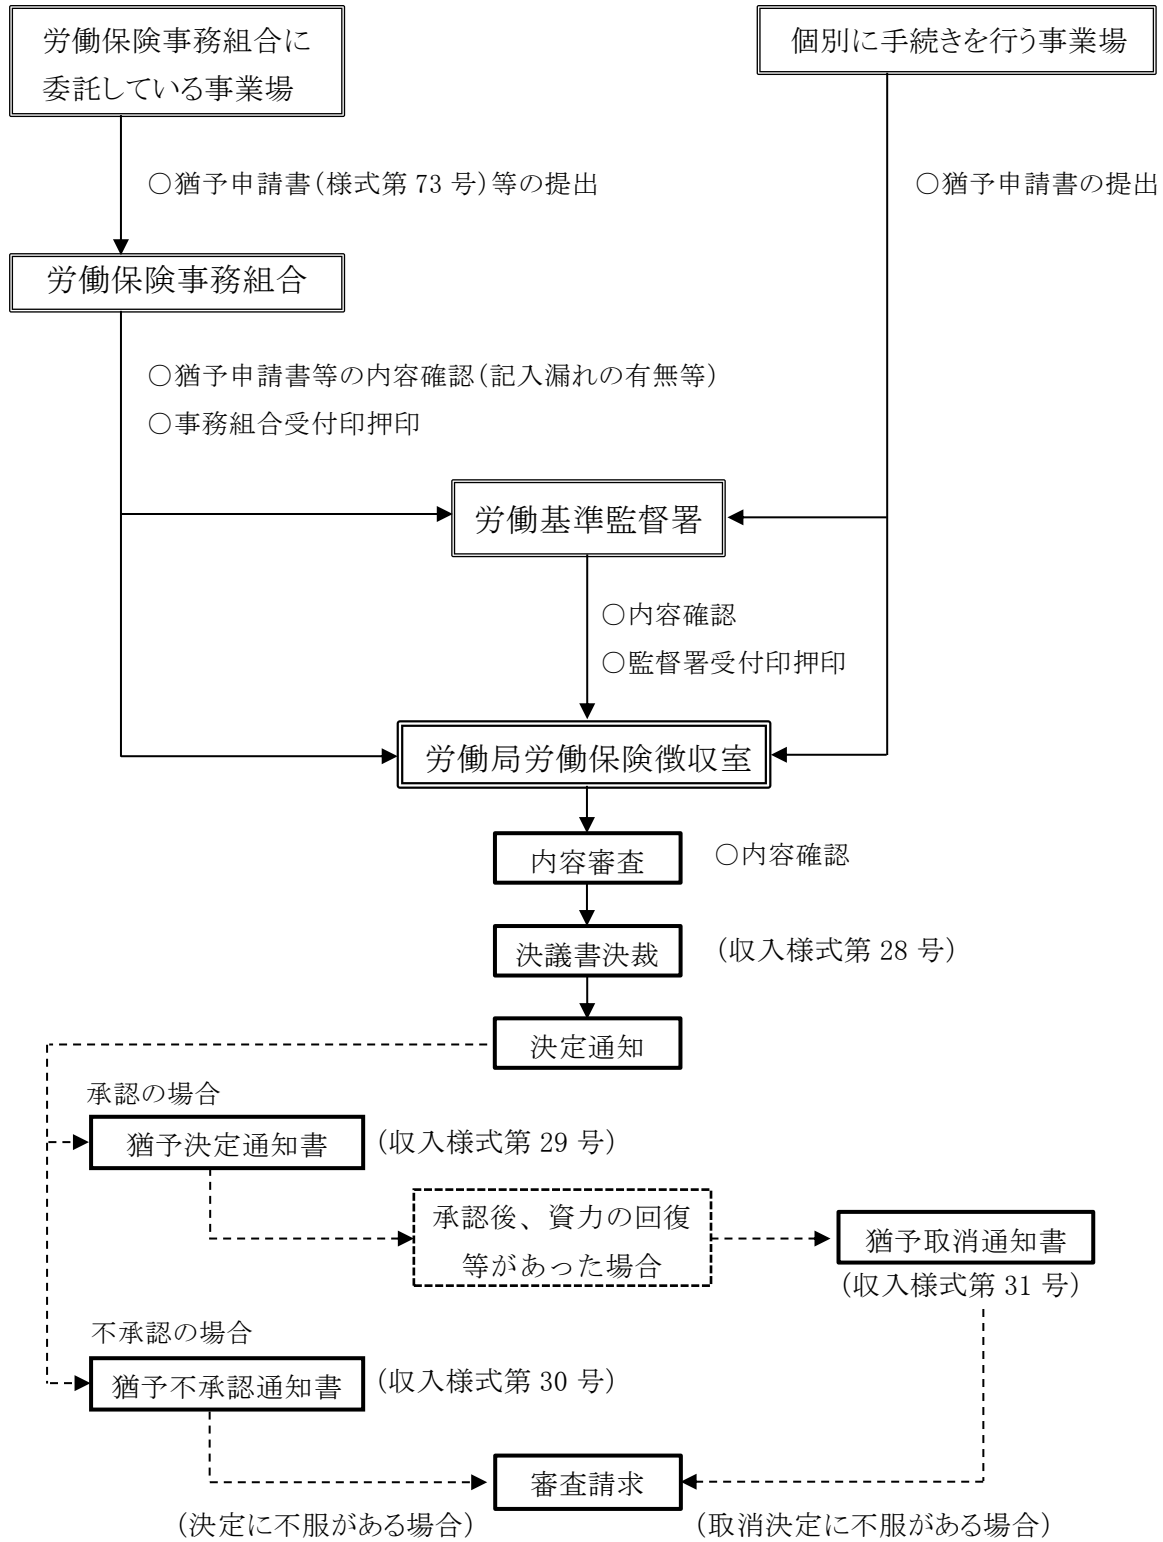 労働保険事務組合に
委託している事業場
個別に手続きを行う事業場
○猶予申請書（様式第 73 号）等の提出
○猶予申請書の提出
労働保険事務組合
○猶予申請書等の内容確認（記入漏れの有無等）
○事務組合受付印押印
労働基準監督署
○内容確認
○監督署受付印押印
労働局労働保険徴収室
内容審査
○内容確認
決議書決裁
（収入様式第 28 号）
決定通知
承認の場合
猶予決定通知書
（収入様式第 29 号）
承認後、資力の回復
等があった場合
猶予取消通知書
（収入様式第 31 号）
不承認の場合
猶予不承認通知書
（収入様式第 30 号）
審査請求
（決定に不服がある場合）
（取消決定に不服がある場合）